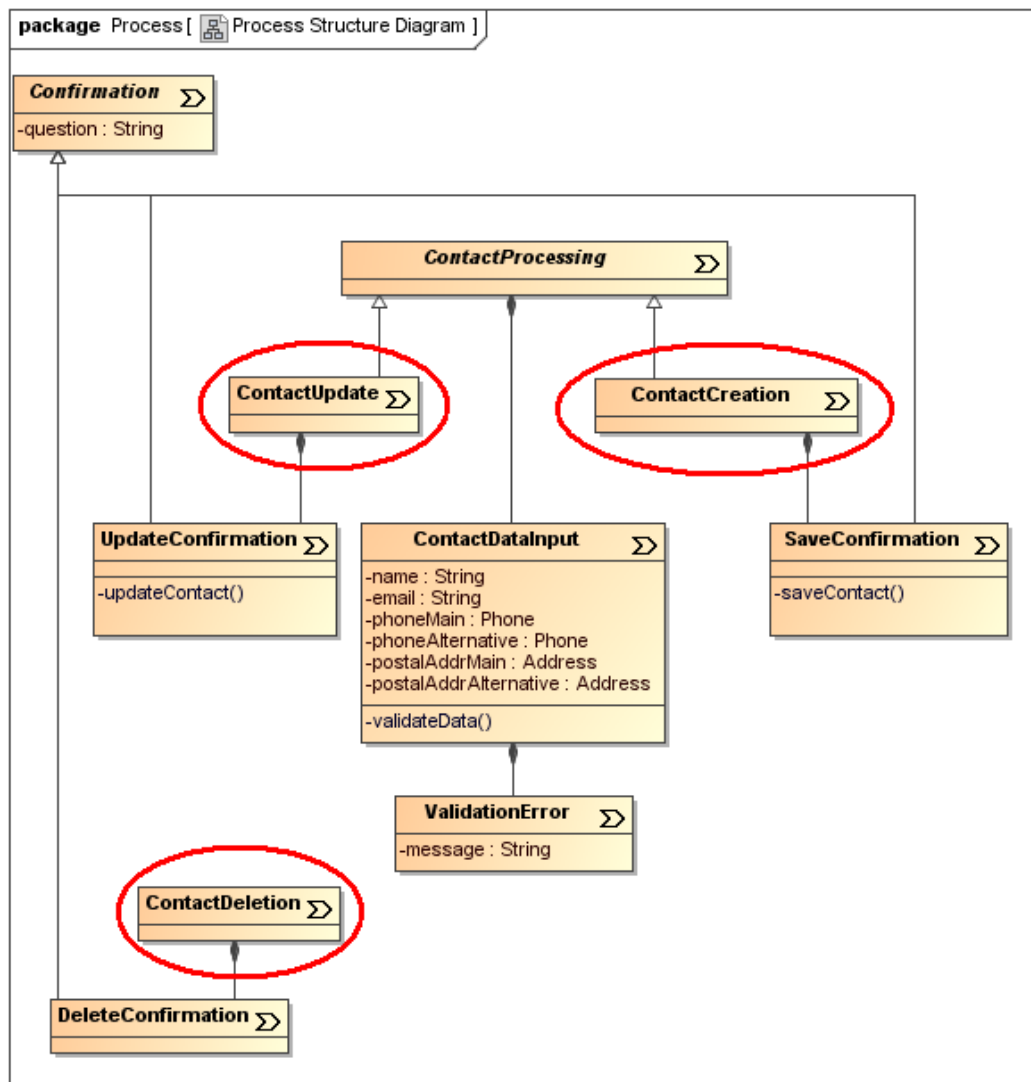 package Process [ Process Structure Diagram ]
Confirmation
-question : String
ContactProcessing
ContactUpdate
ContactCreation
UpdateConfirmation
-updateContact()
ContactDataInput
-name : String
-email : String
-phoneMain : Phone
-phoneAlternative : Phone
-postalAddrMain : Address
-postalAddrAlternative : Address
-validateData()
SaveConfirmation
-saveContact()
ValidationError
-message : String
ContactDeletion
DeleteConfirmation